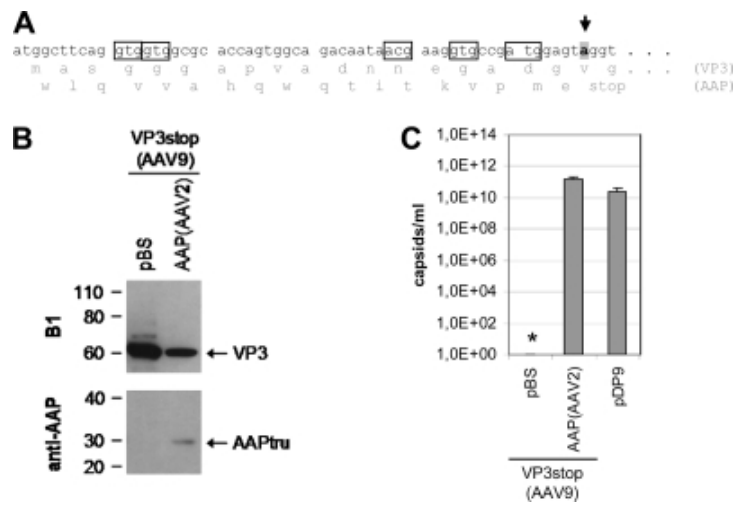 A
atggcttcag gtggtggcgc accagtggca gacaataacg aaggtgccga tggagtaggt . . .
m a s g g g a p v a d n n e g a d g v g . (VP3)
w l q v v a h q w q t i t k v p m e stop (AAP)
B
VP3stop
(AAV9)
pBS
AAP(AAV2)
B1
110
80
60
VP3
anti-AAP
40
30
20
AAPtru
C
capsids/ml
1,0E+14
1,0E+12
1,0E+10
1,0E+08
1,0E+06
1,0E+04
1,0E+02
1,0E+00
*
pBS
AAP(AAV2)
pDP9
VP3stop
(AAV9)